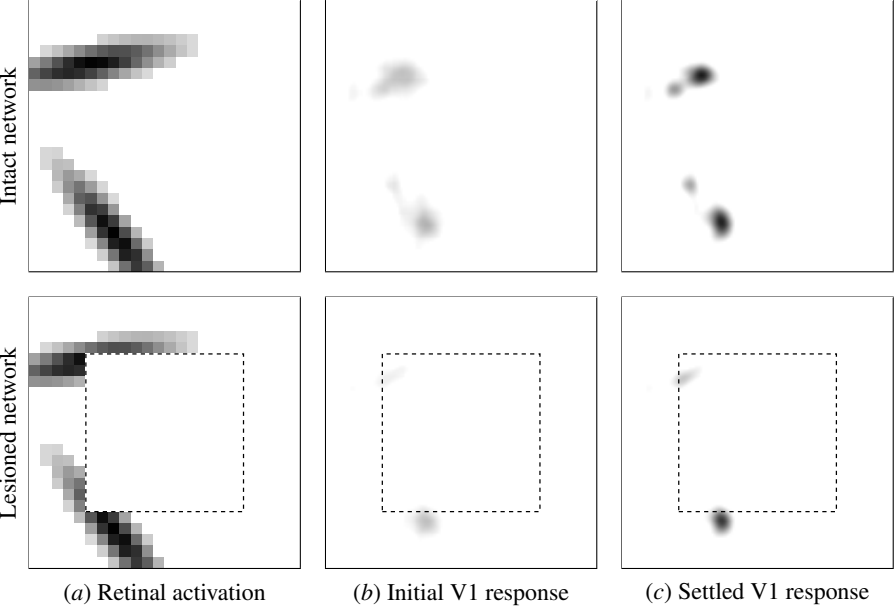 Intact network
Lesioned network
(a) Retinal activation
(b) Initial V1 response
(c) Settled V1 response